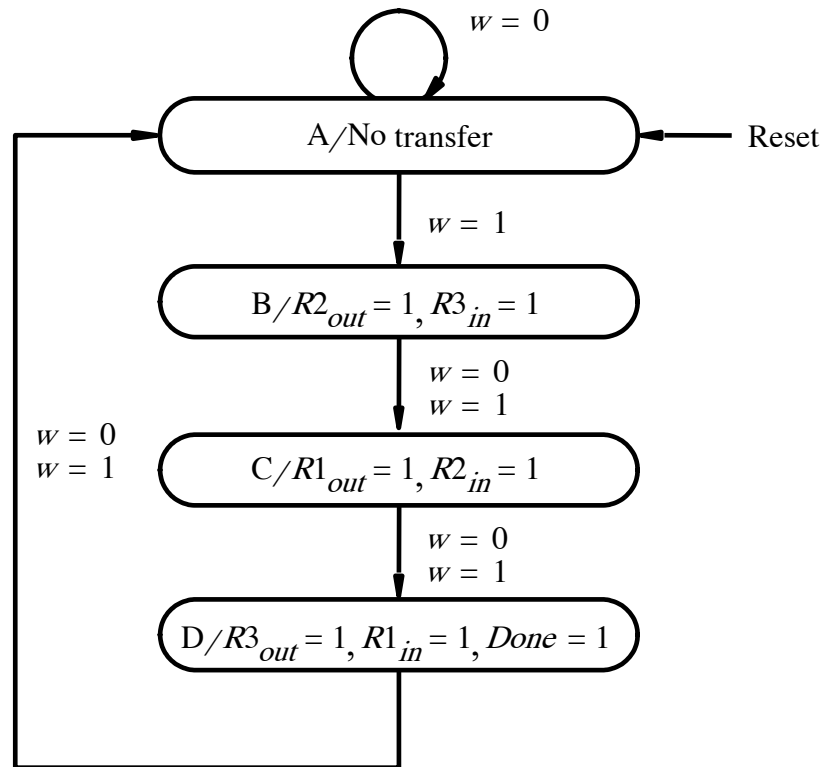 w = 0
A/No transfer
Reset
w = 1
B/R2out = 1, R3in = 1
w = 0
w = 1
w = 0
w = 1
C/R1out = 1, R2in = 1
w = 0
w = 1
D/R3out = 1, R1in = 1, Done = 1